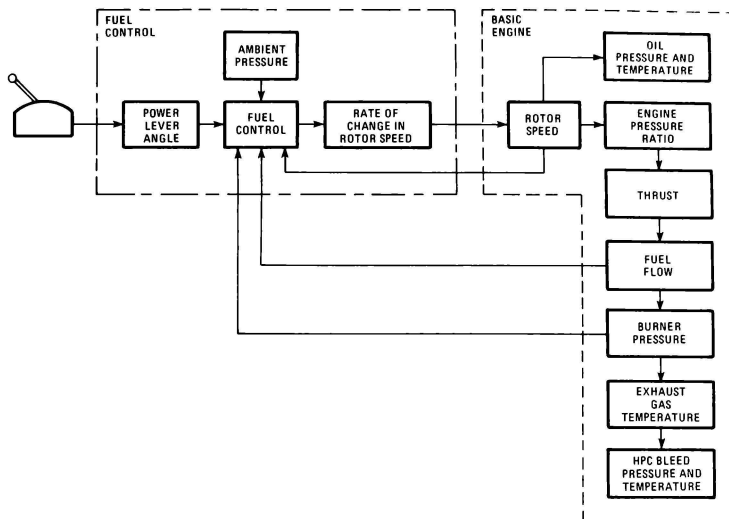 FUEL
CONTROL
BASIC
ENGINE
AMBIENT
PRESSURE
OIL
PRESSURE AND
TEMPERATURE
POWER
LEVER
ANGLE
FUEL
CONTROL
RATE OF
CHANGE IN
ROTOR SPEED
ROTOR
SPEED
ENGINE
PRESSURE
RATIO
THRUST
FUEL
FLOW
BURNER
PRESSURE
EXHAUST
GAS
TEMPERATURE
HPC BLEED
PRESSURE AND
TEMPERATURE